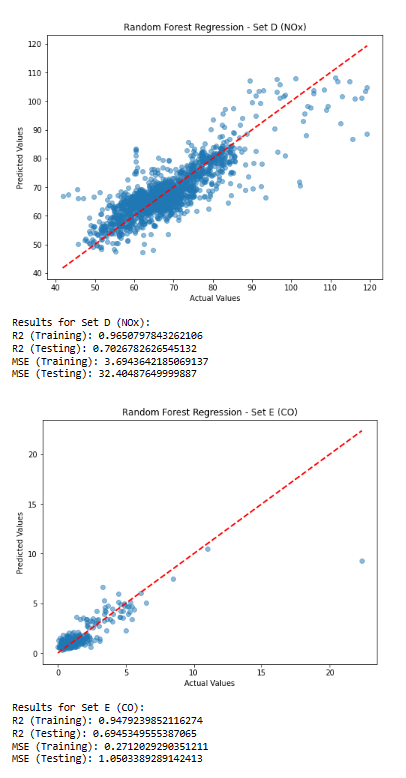 Random Forest Regression - Set D (NOx)
120
110
100
90
80
70
60
50
40
Predicted Values
40 50 60 70 80 90 100 110 120
Actual Values
Results for Set D (NOx):
R2 (Training): 0.9650797843262106
R2 (Testing): 0.7026782626545132
MSE (Training): 3.6943642185069137
MSE (Testing): 32.40487649999887
Random Forest Regression - Set E (CO)
20
15
10
5
0
Predicted Values
0 5 10 15 20
Actual Values
Results for Set E (CO):
R2 (Training): 0.9479239852116274
R2 (Testing): 0.6945349555387065
MSE (Training): 0.2712029290351211
MSE (Testing): 1.0503389289142413